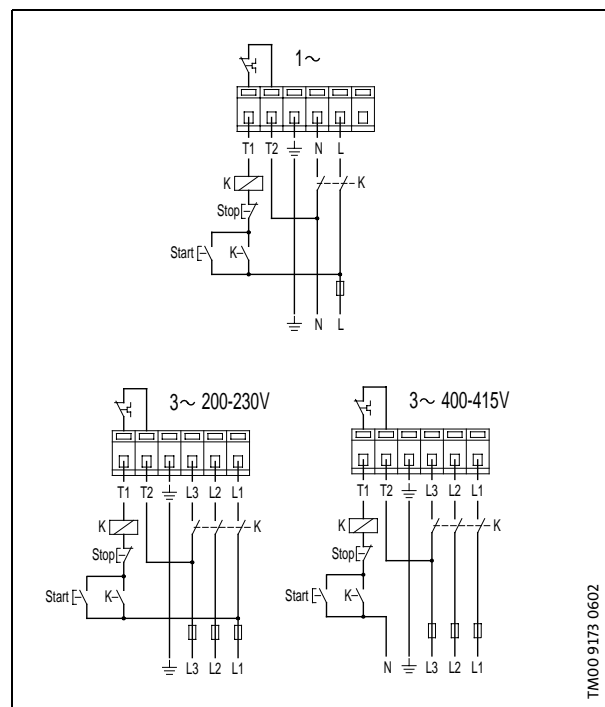 1~
T1 T2 N L
K K
Stop
Start K
N L
3~ 200-230V
T1 T2 L3 L2 L1
K K
Stop
Start K
L3 L2 L1
3~ 400-415V
T1 T2 L3 L2 L1
K K
Stop
Start K
N L3 L2 L1
TM00 9173 0602